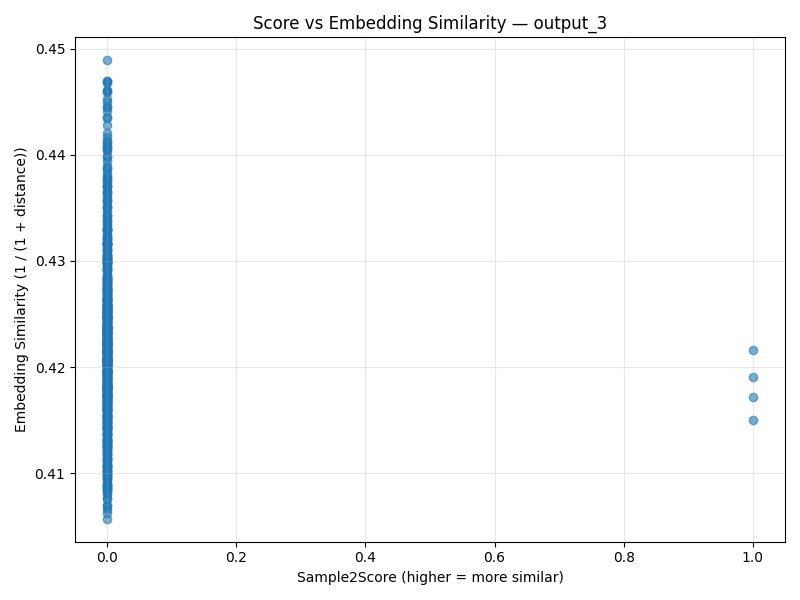 Score vs Embedding Similarity — output_3
Embedding Similarity (1 / (1 + distance))
0.45
0.44
0.43
0.42
0.41
0.0 0.2 0.4 0.6 0.8 1.0
Sample2Score (higher = more similar)